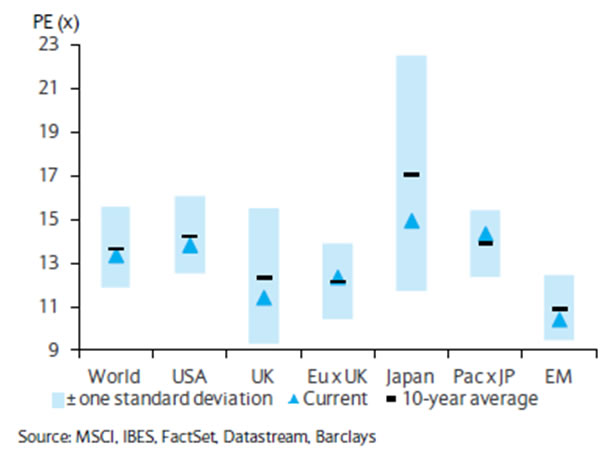 PE (x)
23
21
19
17
15
13
11
9
World USA UK Eu x UK Japan Pac x JP EM
± one standard deviation Current 10-year average
Source: MSCI, IBES, FactSet, Datastream, Barclays